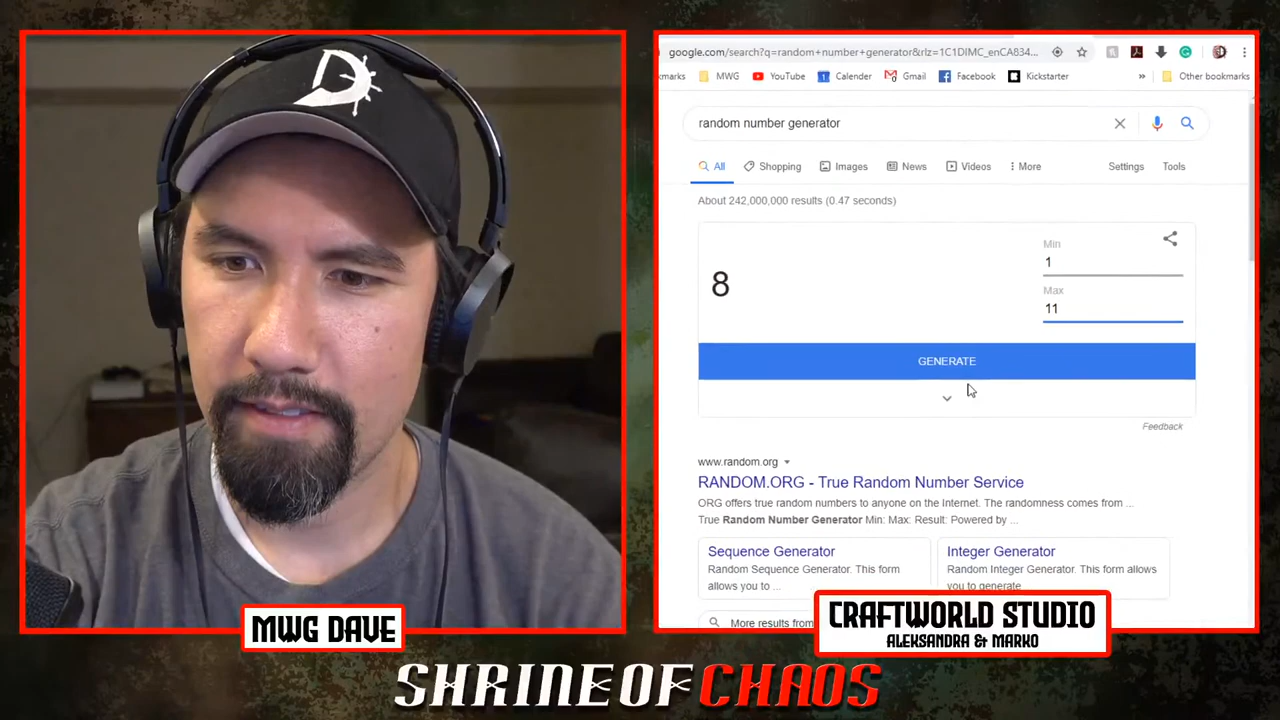 google.com/search?q=random+number+generator&rlz=1C1DIMC_enCA834...
marks MWG YouTube Calender Gmail Facebook Kickstarter » Other bookmarks
random number generator
All Shopping Images News Videos More Settings Tools
About 242,000,000 results (0.47 seconds)
Min
1
8
Max
11
GENERATE
Feedback
www.random.org
RANDOM.ORG - True Random Number Service
ORG offers true random numbers to anyone on the Internet. The randomness comes from ...
True Random Number Generator Min: Max: Result: Powered by ...
Sequence Generator
Random Sequence Generator. This form
allows you to ...
Integer Generator
Random Integer Generator. This form allows
you to generate
More results from
MWG DAVE
CRAFTWORLD STUDIO
ALEKSANDRA & MARKO
SHRINE OF CHAOS